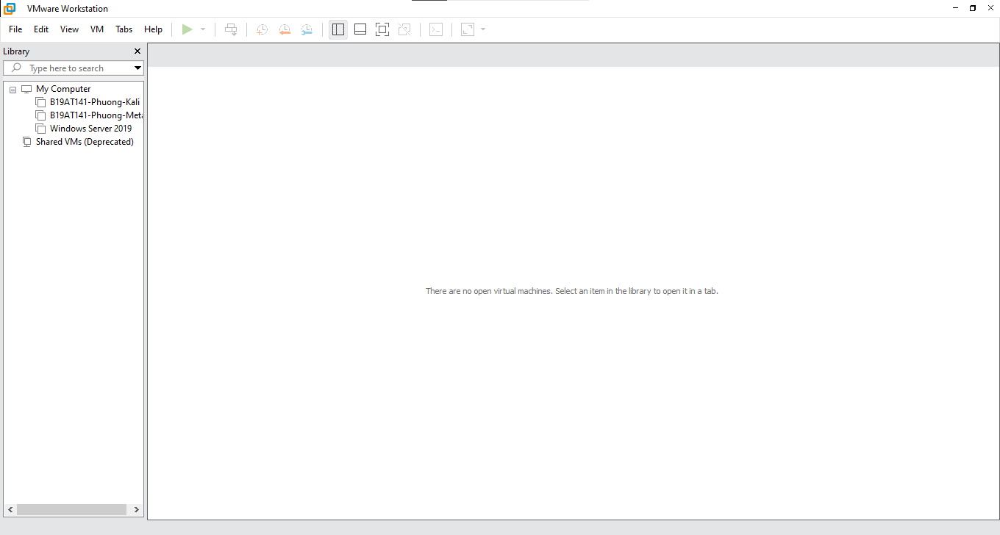 VMware Workstation
File Edit View VM Tabs Help
Library
Type here to search
My Computer
B19AT141-Phuong-Kali
B19AT141-Phuong-Meta
Windows Server 2019
Shared VMs (Deprecated)
There are no open virtual machines. Select an item in the library to open it in a tab.